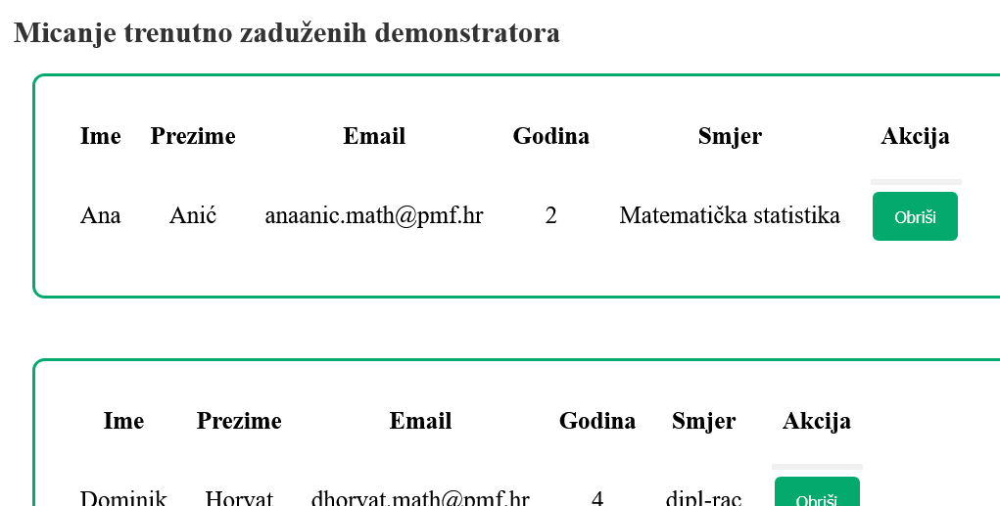 Micanje trenutno zaduženih demonstratora
Ime Prezime Email Godina Smjer Akcija
Ana Anić anaanic.math@pmf.hr 2 Matematička statistika Obriši
Ime Prezime Email Godina Smjer Akcija
Dominik Horvat dhorvat.math@pmf.hr 4 dipl-rac Obriši